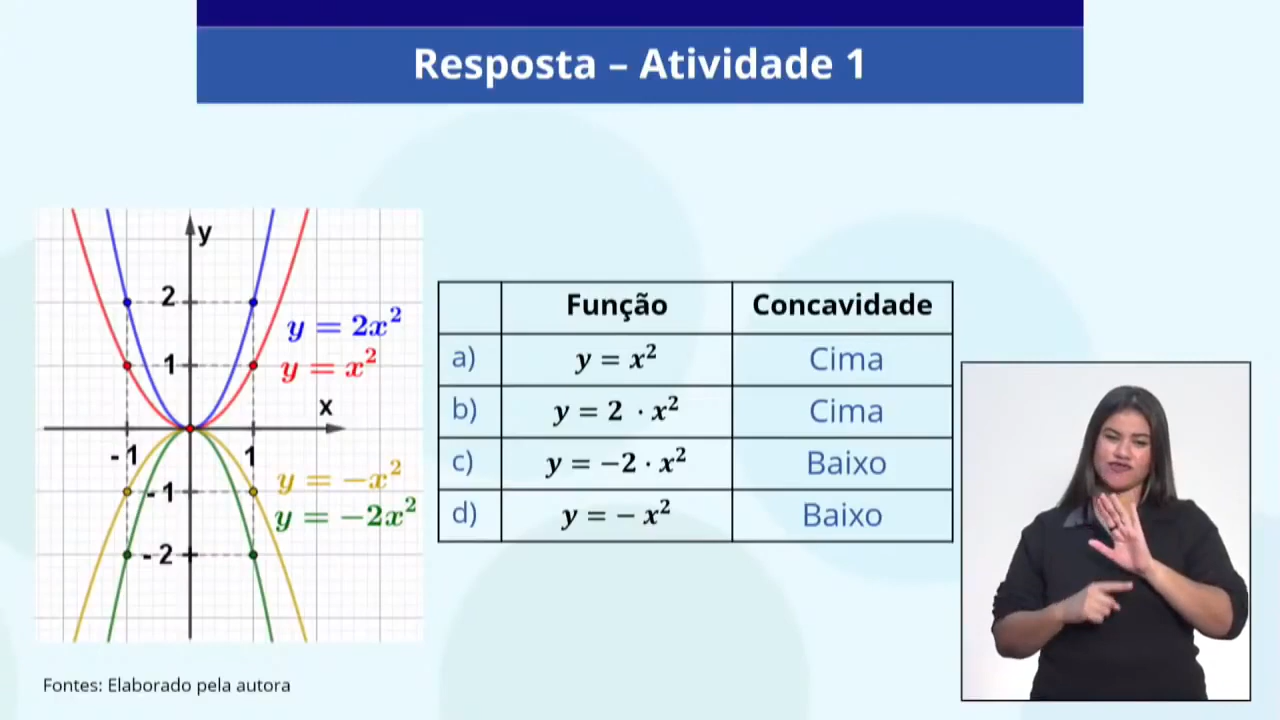 Resposta – Atividade 1
y
2
y = 2x²
1
y = x²
x
-1
1
y = −x²
-1
y = −2x²
-2
Função Concavidade
a) y = x² Cima
b) y = 2 · x² Cima
c) y = −2 · x² Baixo
d) y = − x² Baixo
Fontes: Elaborado pela autora